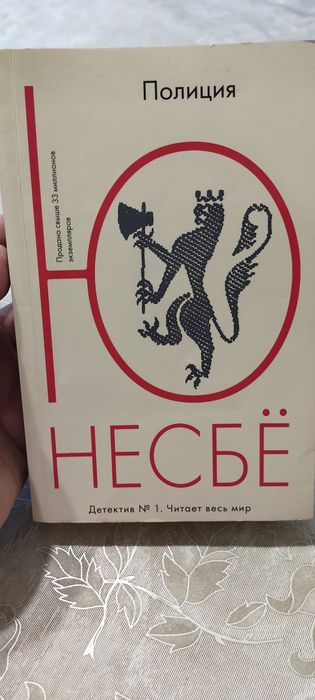 Полиция
Продано свыше 33 миллионов
экземпляров
Ю
НЕСБЁ
Детектив № 1. Читает весь мир